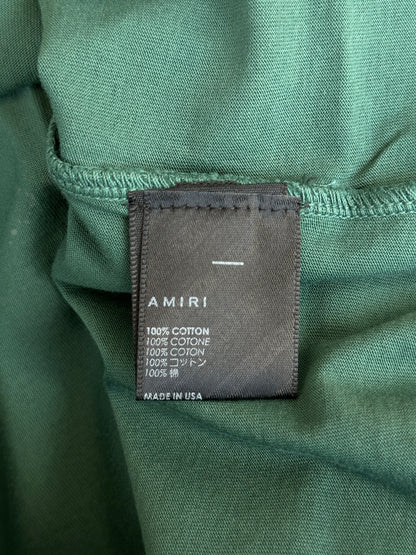 AMIRI
100% COTTON
100% COTONE
100% COTON
100% コットン
100% 棉
MADE IN USA